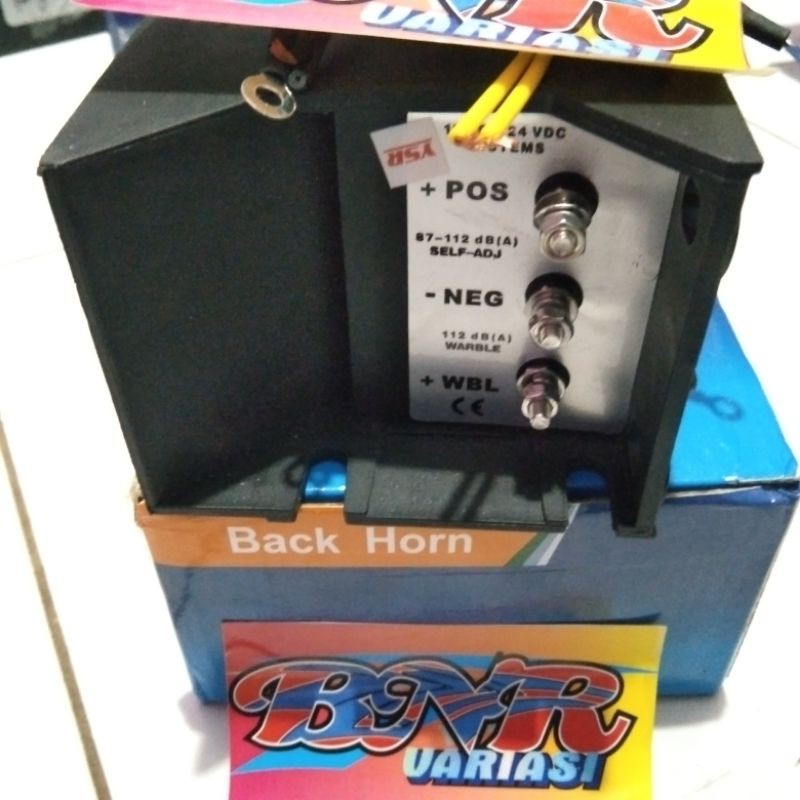 BNR
VARIASI
24 VDC
YSR
+ POS
87-112 dB(A)
SELF-ADJ
- NEG
112 dB(A)
WARBLE
+ WBL
CE
Back Horn
BNR
VARIASI